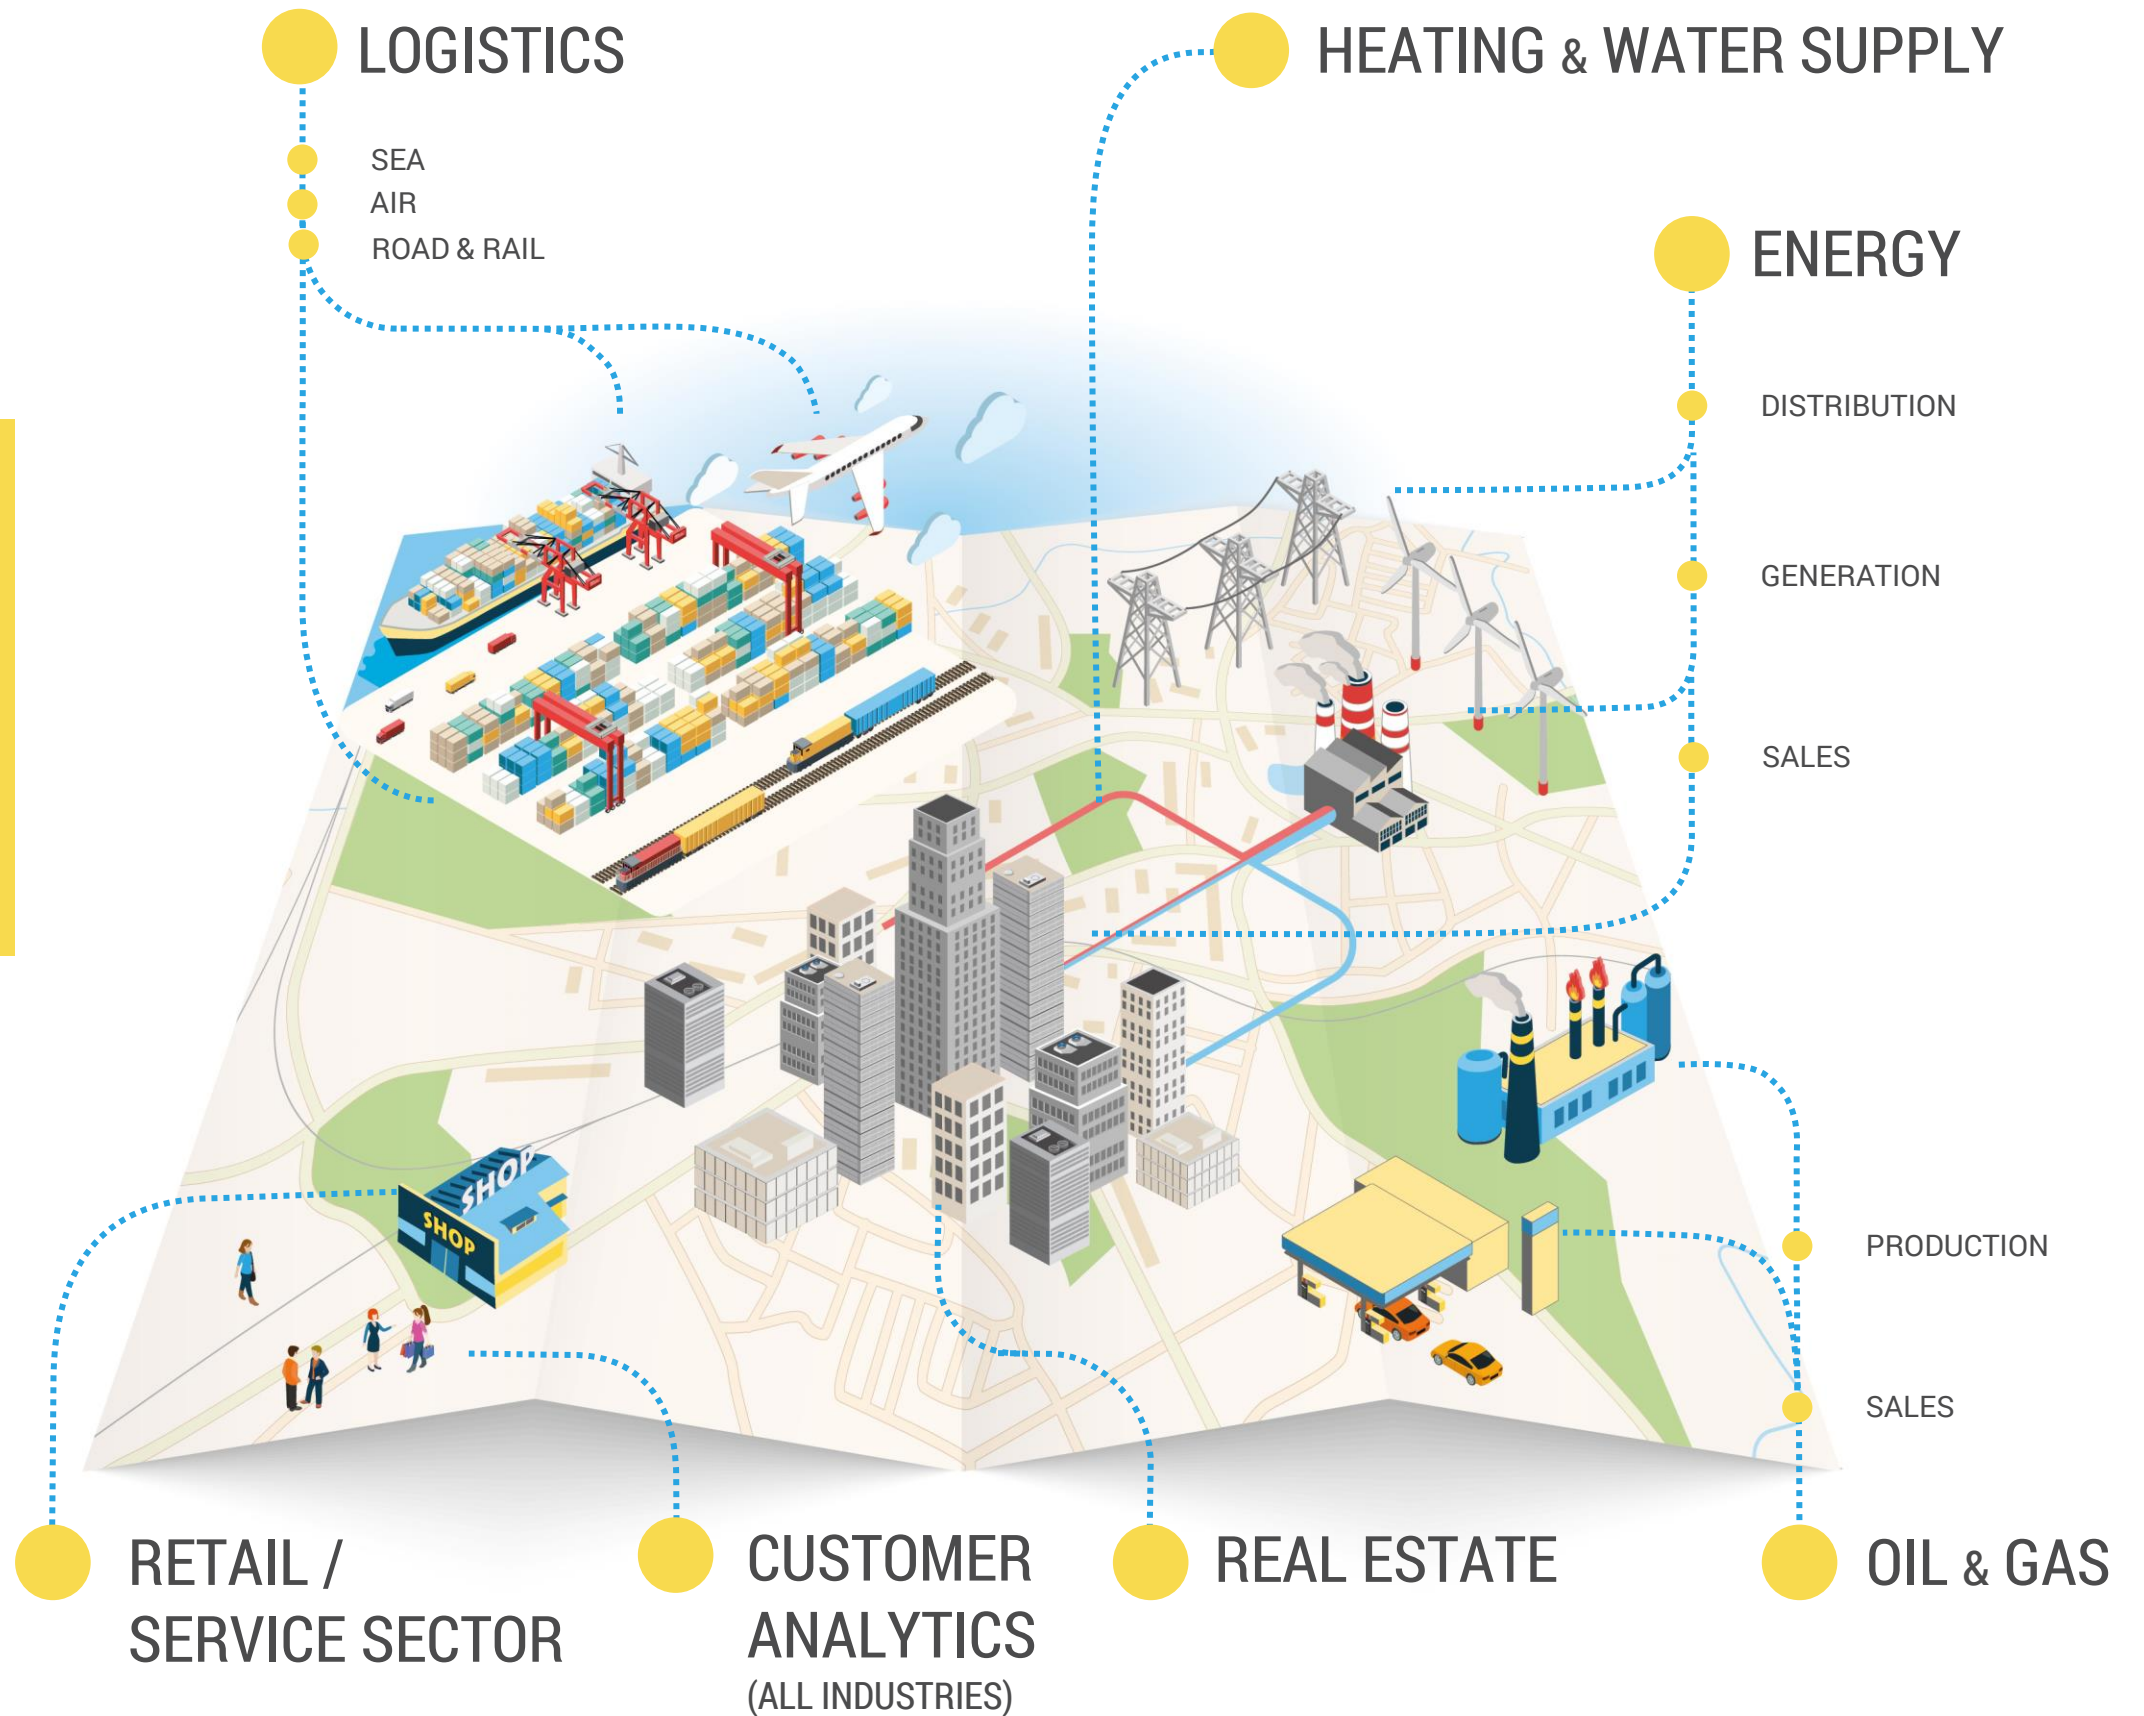 LOGISTICS
SEA
AIR
ROAD & RAIL
HEATING & WATER SUPPLY
ENERGY
DISTRIBUTION
GENERATION
SALES
SHOP
SHOP
PRODUCTION
SALES
RETAIL /
SERVICE SECTOR
CUSTOMER
ANALYTICS
(ALL INDUSTRIES)
REAL ESTATE
OIL & GAS